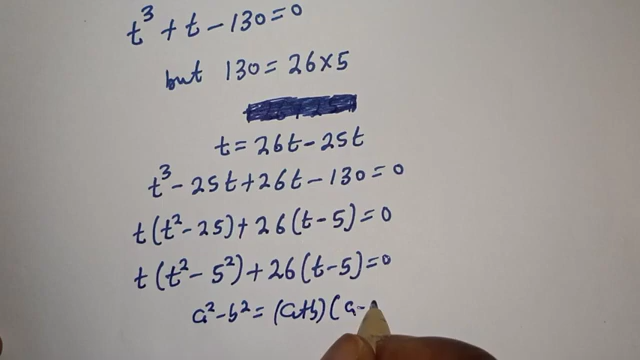 t³ + t - 130 = 0
but 130 = 26 × 5
t = 26t - 25t
t³ - 25t + 26t - 130 = 0
t(t² - 25) + 26(t - 5) = 0
t(t² - 5²) + 26(t - 5) = 0
a² - b² = (a+b)(a-